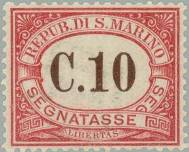 REPUB. DI S. MARINO
C.10
SEGNATASSE
LIBERTAS